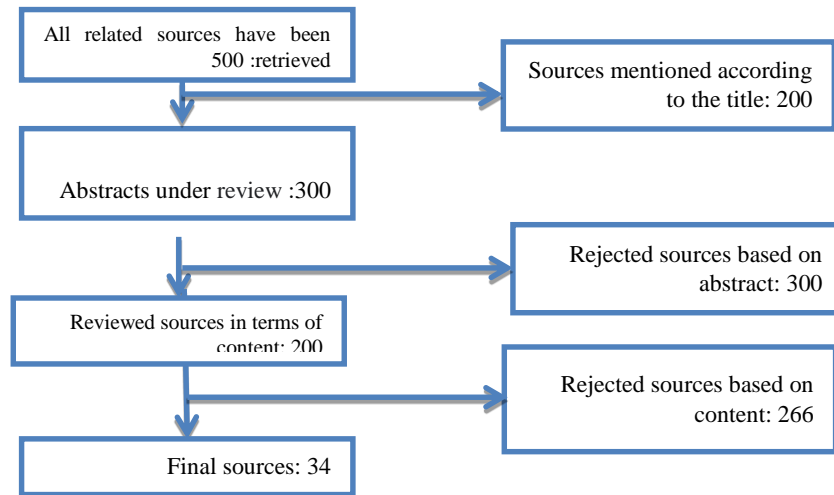 All related sources have been
500 :retrieved
Sources mentioned according
to the title: 200
Abstracts under review :300
Rejected sources based on
abstract: 300
Reviewed sources in terms of
content: 200
Rejected sources based on
content: 266
Final sources: 34